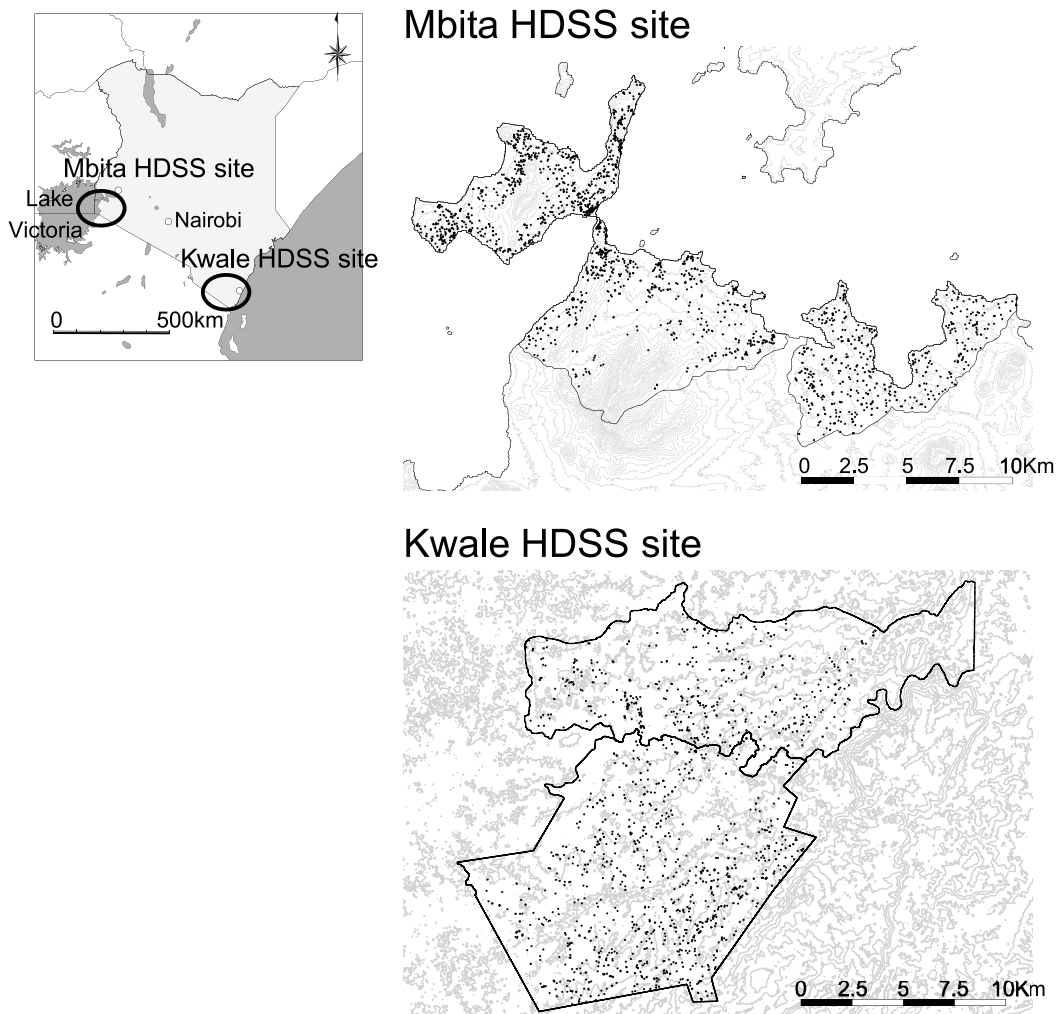 Mbita HDSS site
Mbita HDSS site
Lake
Victoria
Nairobi
Kwale HDSS site
0 500km
0 2.5 5 7.5 10Km
Kwale HDSS site
0 2.5 5 7.5 10Km